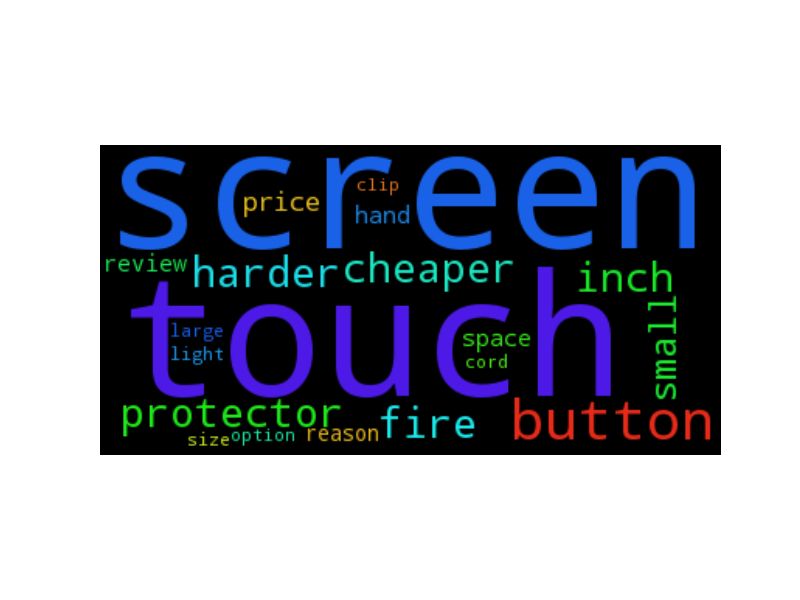 screen
clip
price
hand
review
harder
cheaper
inch
touch
small
large
light
space
cord
protector
fire
button
size
option
reason